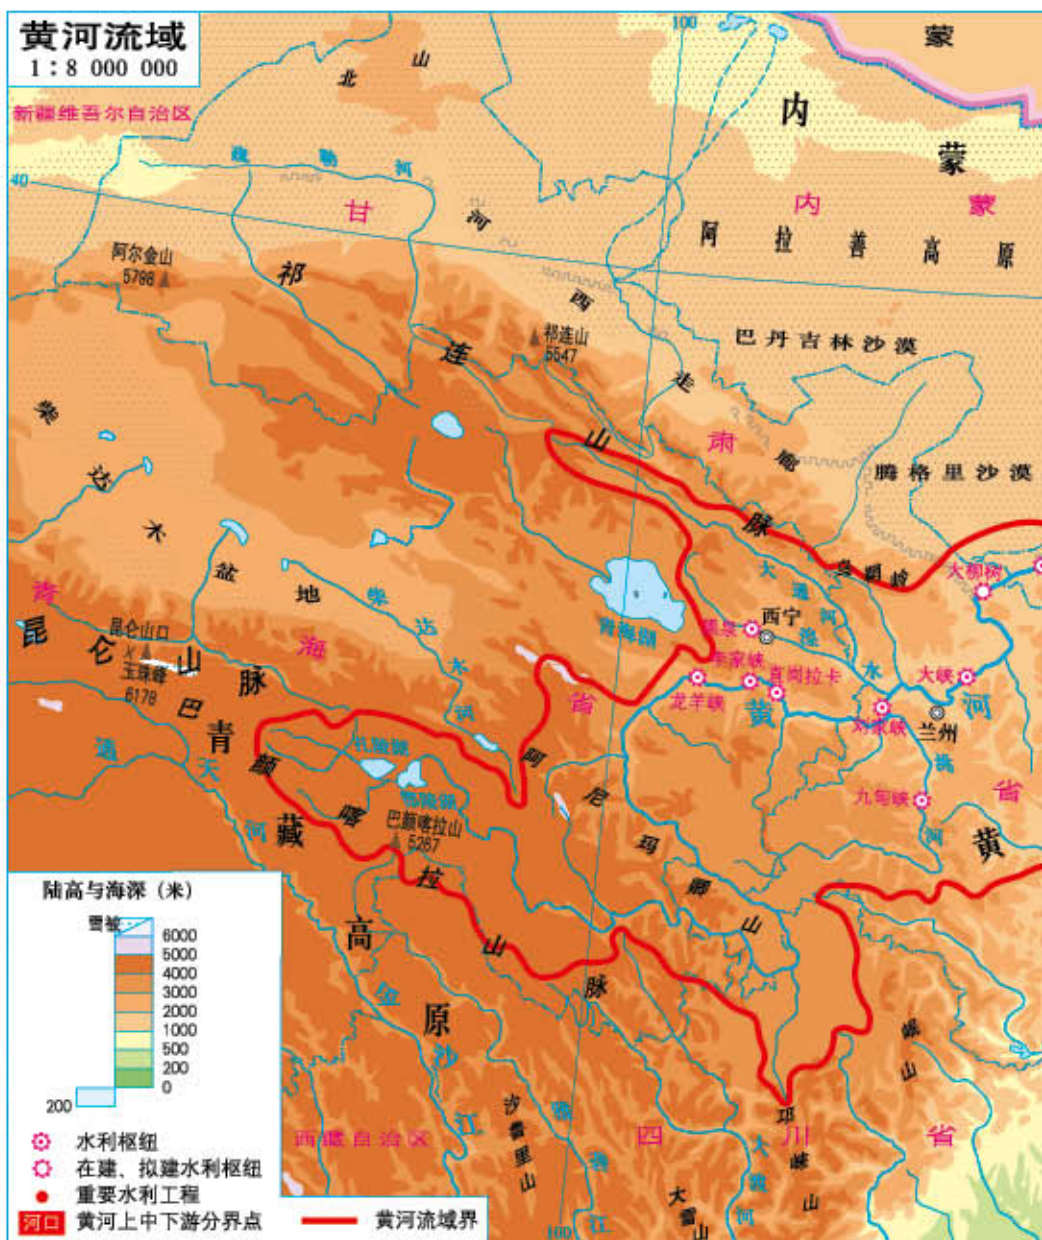 黄河流域
1:8 000 000
新疆维吾尔自治区
北
山
100
蒙
内
蒙
40
疏勒河
甘
河
内
蒙
阿拉善高原
阿尔金山
5798
祁
连
祁连山
5547
西
走
巴丹吉林沙漠
柴
达
木
盆
地
山
肃
廊
腾格里沙漠
脉
乌鞘岭
大柳树
青
海
柴达木河
青海湖
大通河
西宁
湟水
黑泉
李家峡
直岗拉卡
大峡
昆仑山脉
昆仑山口
玉珠峰
6178
省
龙羊峡
黄
刘家峡
兰州
河
巴
颜
喀
拉
山
脉
青
藏
高
原
通天河
扎陵湖
鄂陵湖
巴颜喀拉山
5267
阿
尼
玛
卿
山
洮河
九甸峡
省
黄
陆高与海深（米）
雪被
6000
5000
4000
3000
2000
1000
500
200
0
200
金沙江
岷山
沙鲁里山
雅砻江
西藏自治区
四
川
省
邛崃山
大渡河
大雪山
100
水利枢纽
在建、拟建水利枢纽
重要水利工程
河口 黄河上中下游分界点
黄河流域界